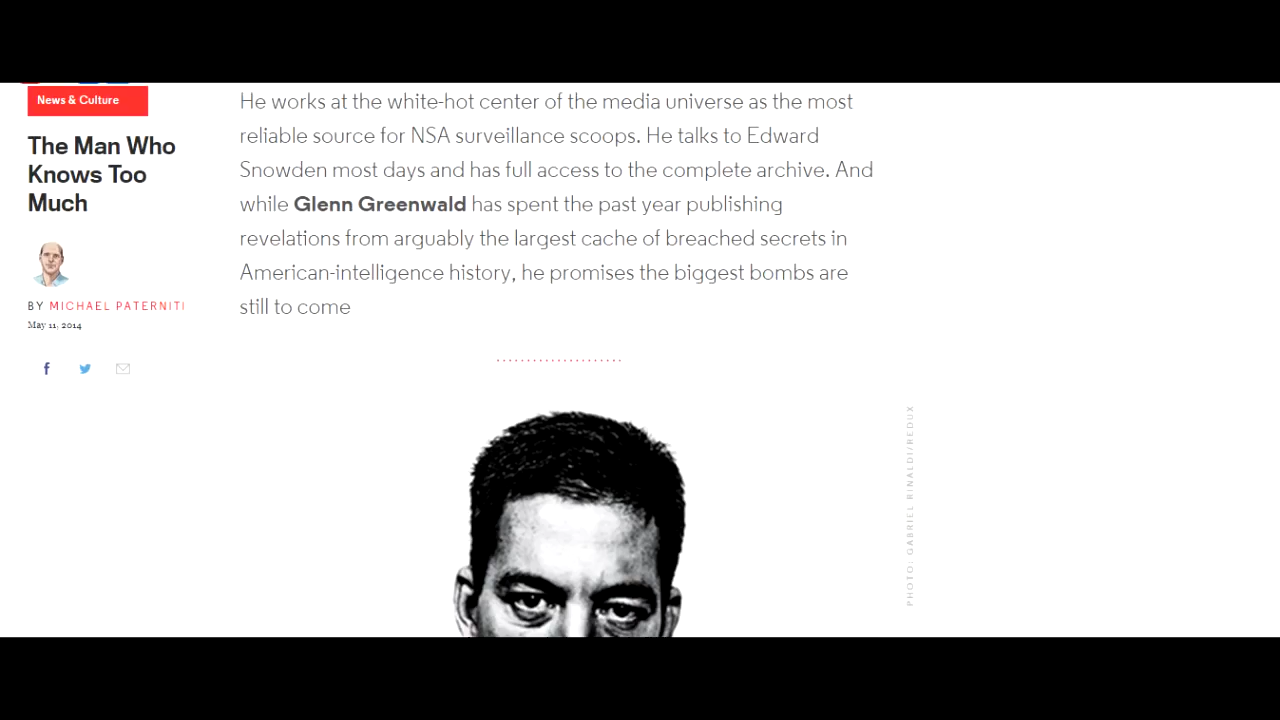 News & Culture
The Man Who
Knows Too
Much
BY MICHAEL PATERNITI
May 11, 2014
He works at the white-hot center of the media universe as the most
reliable source for NSA surveillance scoops. He talks to Edward
Snowden most days and has full access to the complete archive. And
while Glenn Greenwald has spent the past year publishing
revelations from arguably the largest cache of breached secrets in
American-intelligence history, he promises the biggest bombs are
still to come
PHOTO: GABRIEL RINALDI/REDUX